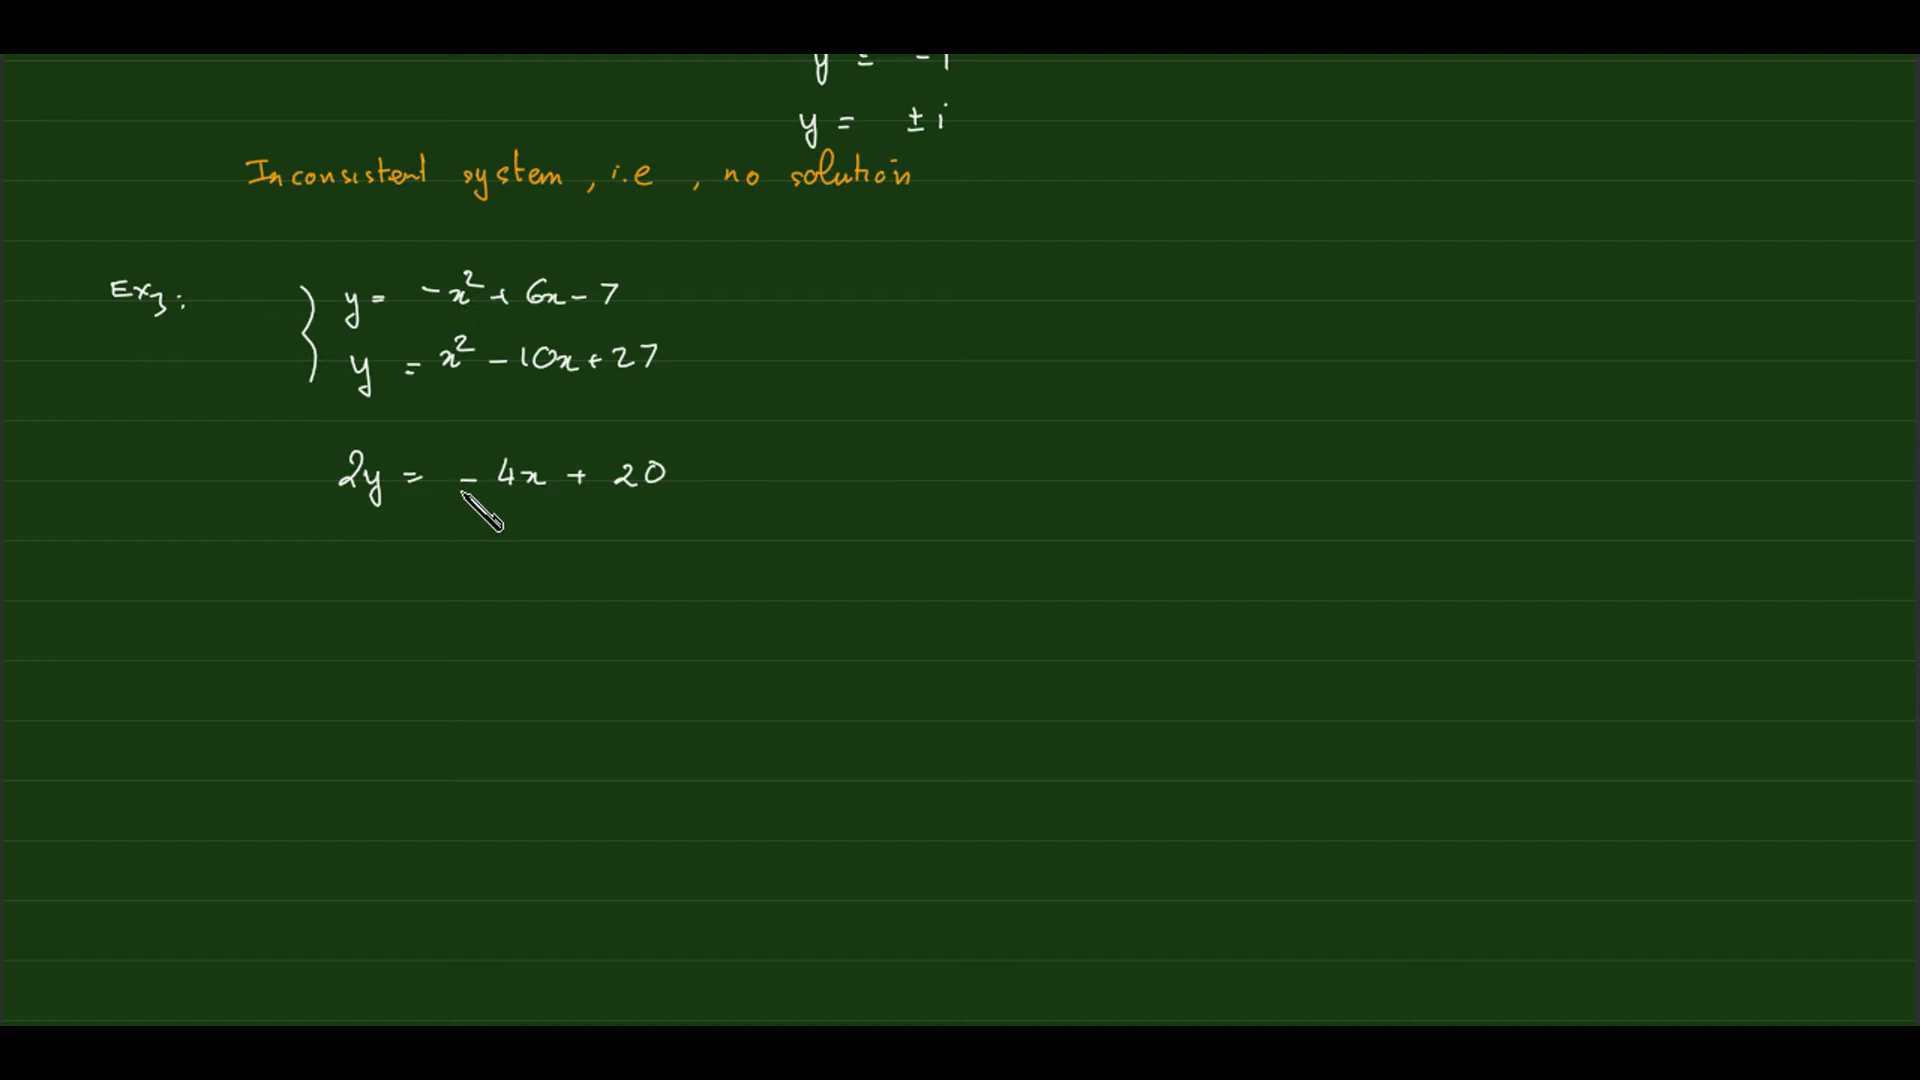 y = ± i
Inconsistent system, i.e, no solution
Ex3: y = -x² + 6x - 7
y = x² - 10x + 27
2y = - 4x + 20